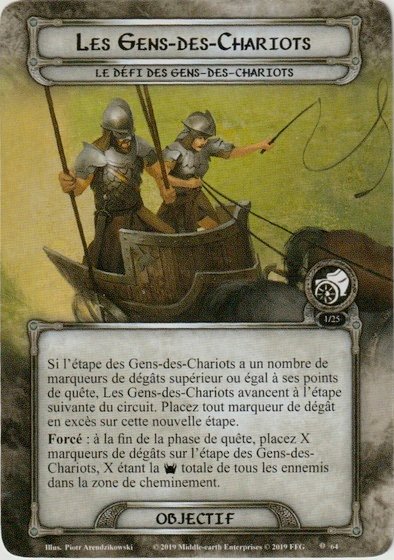 Les Gens-des-Chariots
Le défi des Gens-des-Chariots
1/25
Si l'étape des Gens-des-Chariots a un nombre de
marqueurs de dégâts supérieur ou égal à ses points
de quête, Les Gens-des-Chariots avancent à l'étape
suivante du circuit. Placez tout marqueur de dégât
en excès sur cette nouvelle étape.
Forcé : à la fin de la phase de quête, placez X
marqueurs de dégâts sur l'étape des Gens-des-
Chariots, X étant la totale de tous les ennemis
dans la zone de cheminement.
Objectif
Illus. Piotr Arendzikowski ©2019 Middle-earth Enterprises © 2019 FFG 64